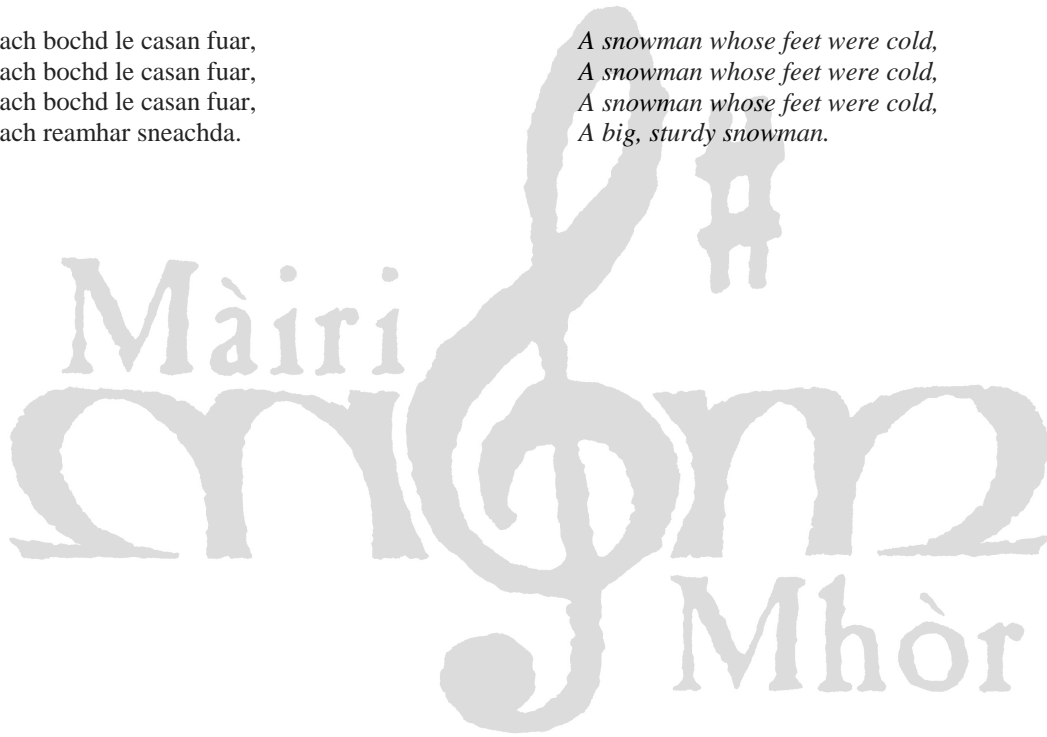 ach bochd le casan fuar,
ach bochd le casan fuar,
ach bochd le casan fuar,
ach reamhar sneachda.
A snowman whose feet were cold,
A snowman whose feet were cold,
A snowman whose feet were cold,
A big, sturdy snowman.
Màiri
Mhòr